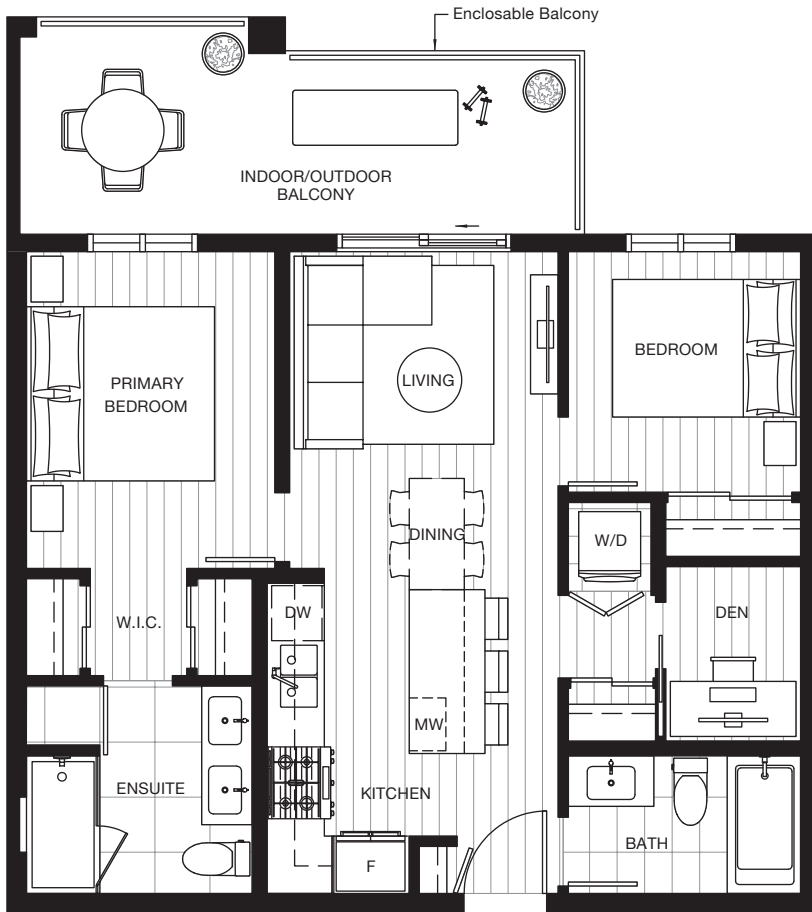 Enclosable Balcony
INDOOR/OUTDOOR
BALCONY
PRIMARY
BEDROOM
LIVING
BEDROOM
DINING
W/D
W.I.C.
DW
DEN
MW
ENSUITE
KITCHEN
BATH
F